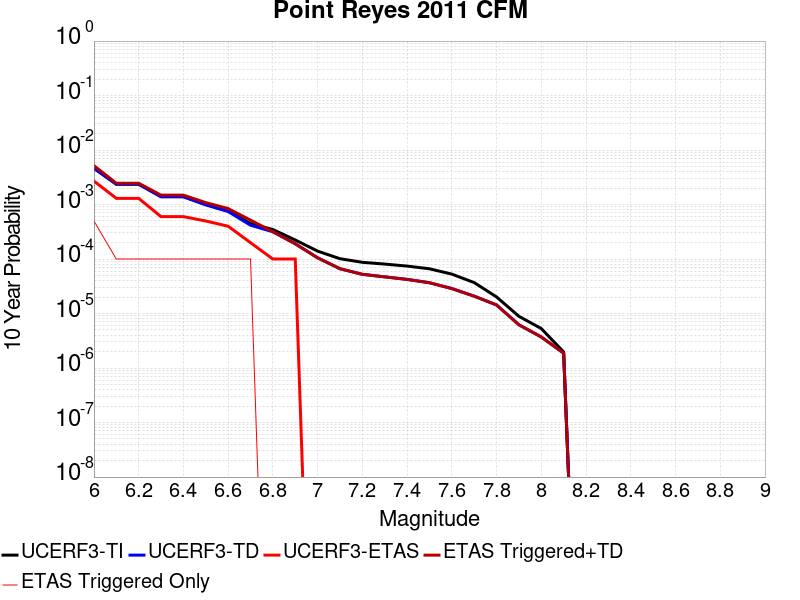 Point Reyes 2011 CFM
10 Year Probability
10^0
10^-1
10^-2
10^-3
10^-4
10^-5
10^-6
10^-7
10^-8
6 6.2 6.4 6.6 6.8 7 7.2 7.4 7.6 7.8 8 8.2 8.4 8.6 8.8 9
Magnitude
UCERF3-TI UCERF3-TD UCERF3-ETAS ETAS Triggered+TD
ETAS Triggered Only